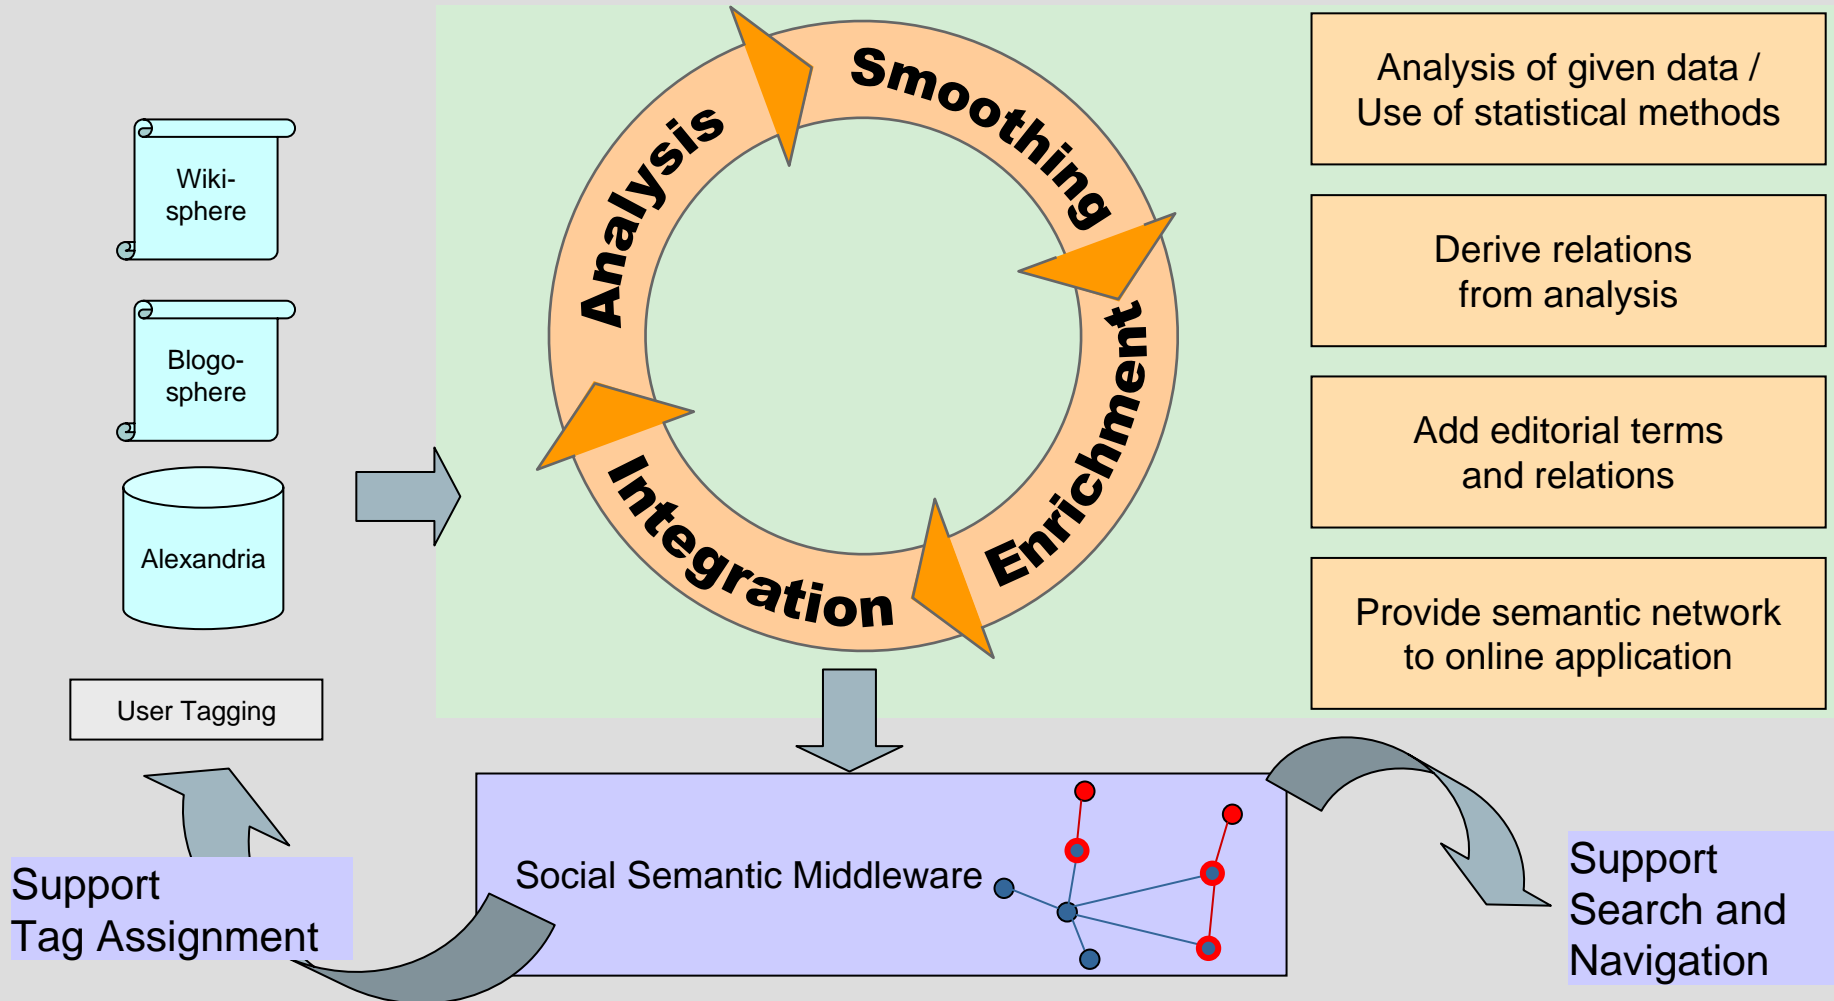 Wiki-
sphere
Blogo-
sphere
Alexandria
User Tagging
Analysis
Smoothing
Enrichment
Integration
Analysis of given data /
Use of statistical methods
Derive relations
from analysis
Add editorial terms
and relations
Provide semantic network
to online application
Support
Tag Assignment
Social Semantic Middleware
Support
Search and
Navigation